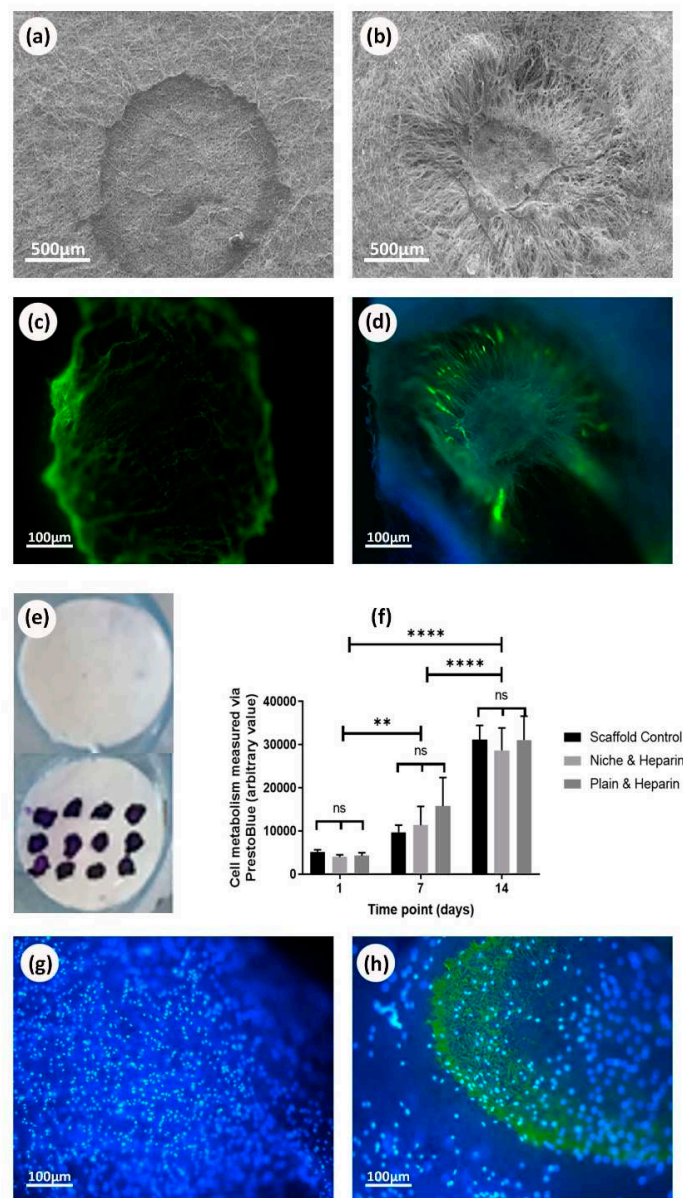 (a)
(b)
500µm
500µm
(c)
(d)
100µm
100µm
(e)
(f)
****
****
**
ns
ns
ns
Cell metabolism measured via
PrestoBlue (arbitrary value)
40000
30000
20000
10000
0
1
7
14
Time point (days)
Scaffold Control
Niche & Heparin
Plain & Heparin
(g)
(h)
100µm
100µm